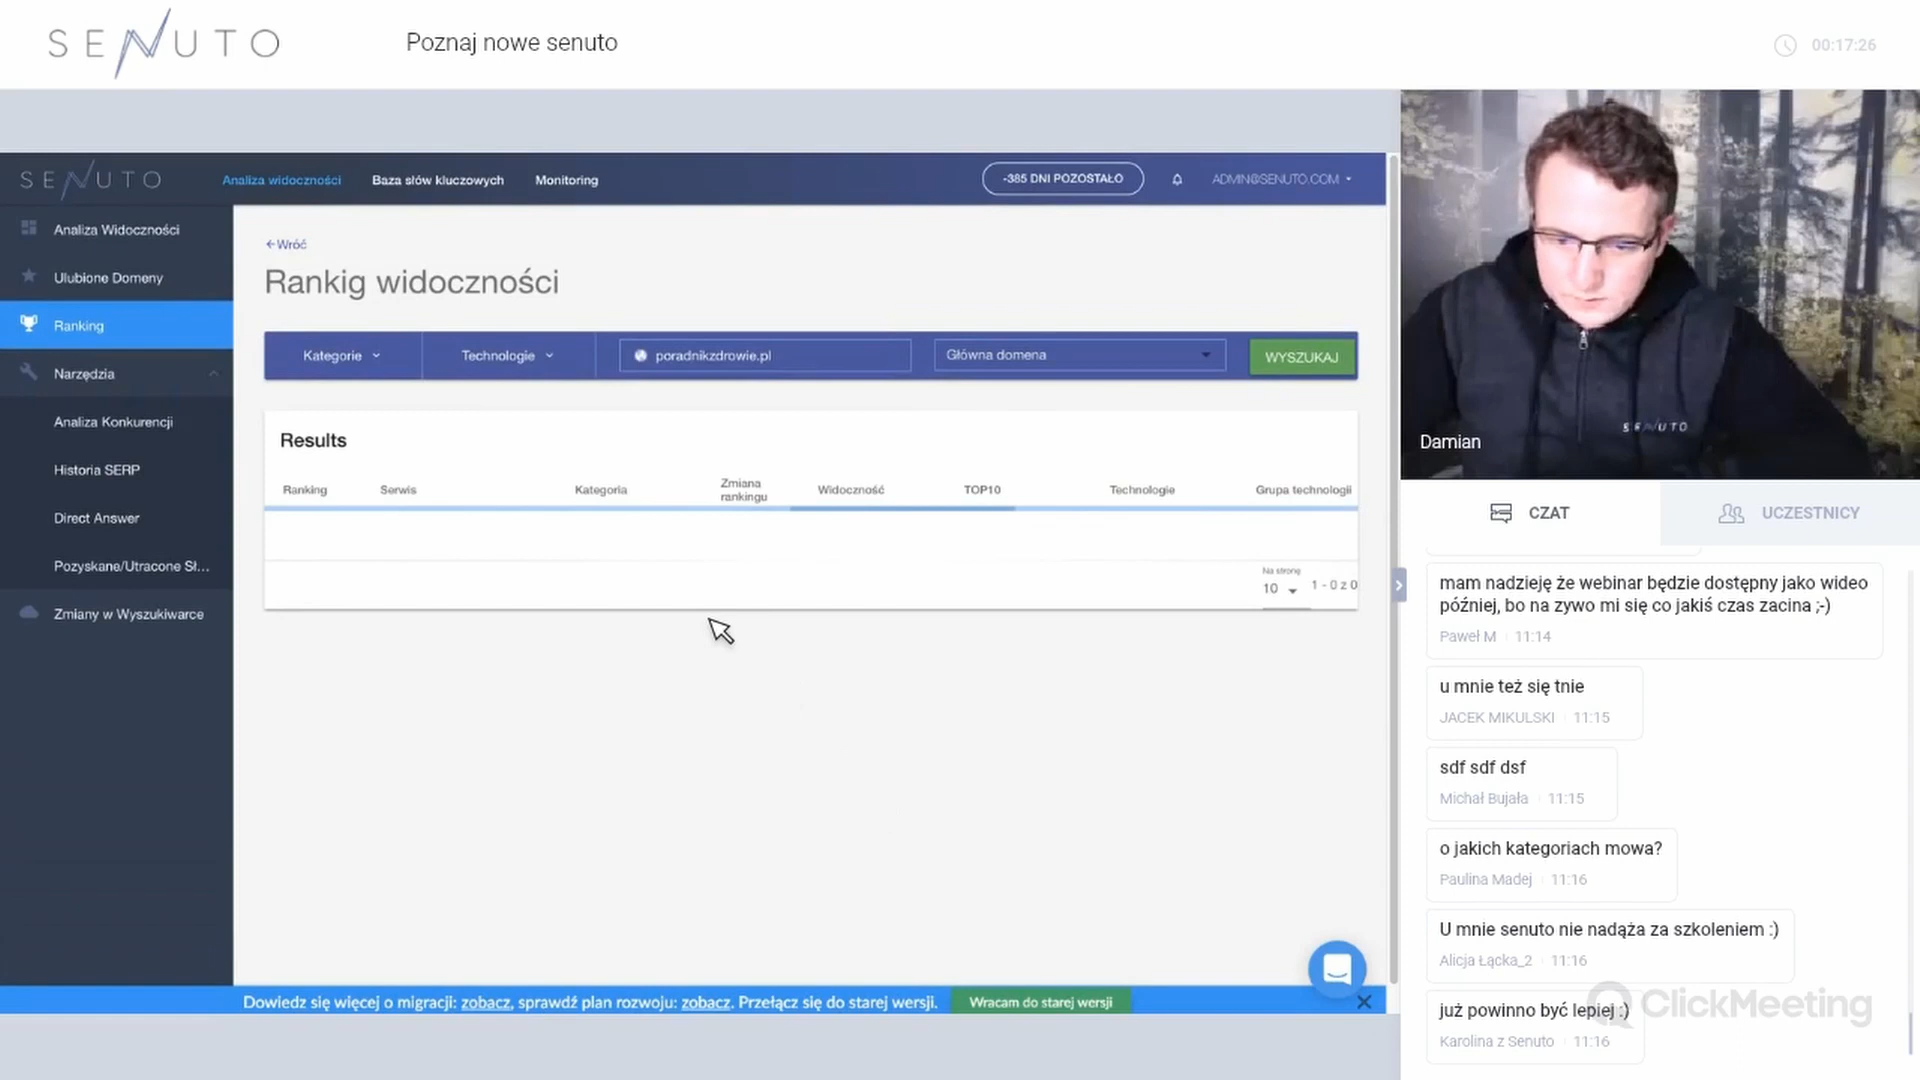 SENUTO
Poznaj nowe senuto
00:17:26
SENUTO
Analiza widoczności
Baza słów kluczowych
Monitoring
-385 DNI POZOSTAŁO
ADMIN@SENUTO.COM
Analiza Widoczności
Ulubione Domeny
Ranking
Narzędzia
Analiza Konkurencji
Historia SERP
Direct Answer
Pozyskane/Utracone Sł...
Zmiany w Wyszukiwarce
Wróć
Rankig widoczności
Kategorie
Technologie
poradnikzdrowie.pl
Główna domena
WYSZUKAJ
Results
Ranking
Serwis
Kategoria
Zmiana
rankingu
Widoczność
TOP10
Technologie
Grupa technologii
Na stronę
10
1 - 0 z 0
Dowiedz się więcej o migracji: zobacz, sprawdź plan rozwoju: zobacz. Przełącz się do starej wersji.
Wracam do starej wersji
SENUTO
Damian
CZAT
UCZESTNICY
mam nadzieję że webinar będzie dostępny jako wideo
później, bo na zywo mi się co jakiś czas zacina ;-)
Paweł M 11:14
u mnie też się tnie
JACEK MIKULSKI 11:15
sdf sdf dsf
Michał Bujała 11:15
o jakich kategoriach mowa?
Paulina Madej 11:16
U mnie senuto nie nadąża za szkoleniem :)
Alicja Łącka_2 11:16
już powinno być lepiej :)
Karolina z Senuto 11:16
ClickMeeting